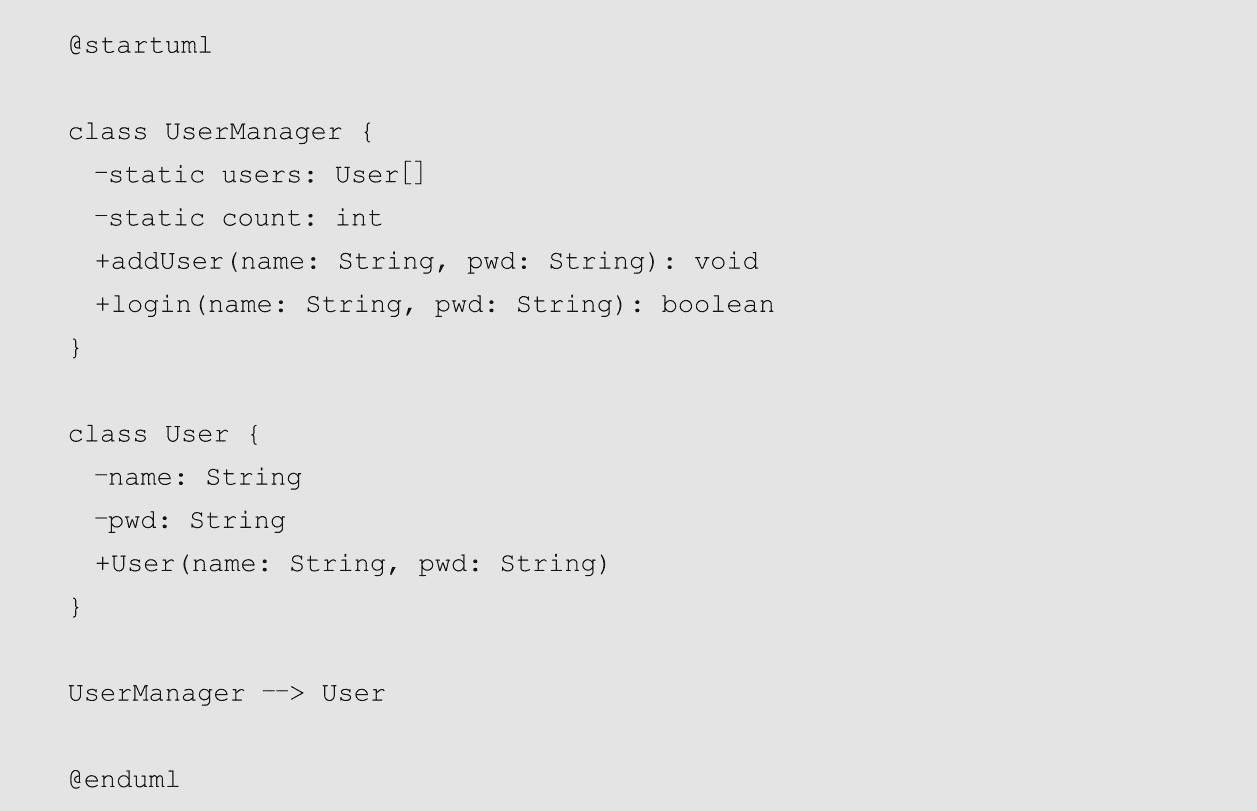 @startuml
class UserManager {
-static users: User[]
-static count: int
+addUser(name: String, pwd: String): void
+login(name: String, pwd: String): boolean
}
class User {
-name: String
-pwd: String
+User(name: String, pwd: String)
}
UserManager --> User
@enduml